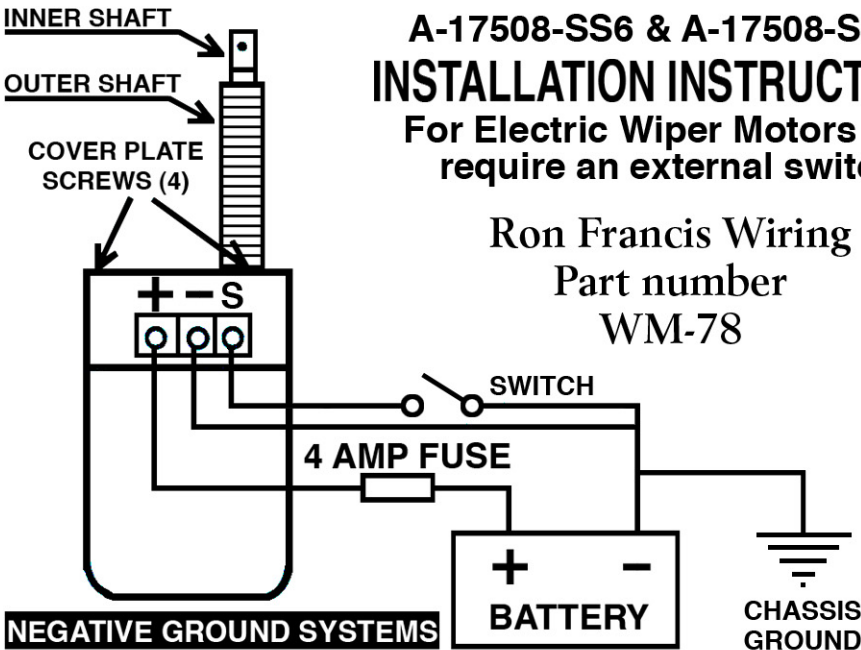 INNER SHAFT
OUTER SHAFT
COVER PLATE
SCREWS (4)
A-17508-SS6 & A-17508-S
INSTALLATION INSTRUCT
For Electric Wiper Motors
require an external swit
Ron Francis Wiring
Part number
WM-78
+ − S
SWITCH
4 AMP FUSE
+ −
BATTERY
CHASSIS
GROUND
NEGATIVE GROUND SYSTEMS